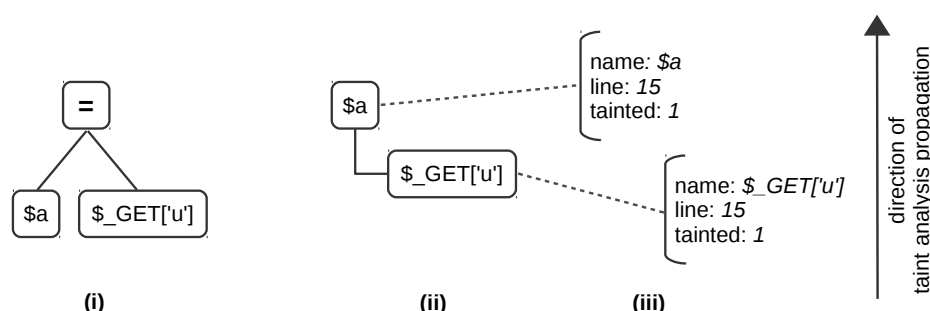 =
$a
$_GET['u']
(i)
$a
$_GET['u']
(ii)
name: $a
line: 15
tainted: 1
name: $_GET['u']
line: 15
tainted: 1
(iii)
direction of
taint analysis propagation